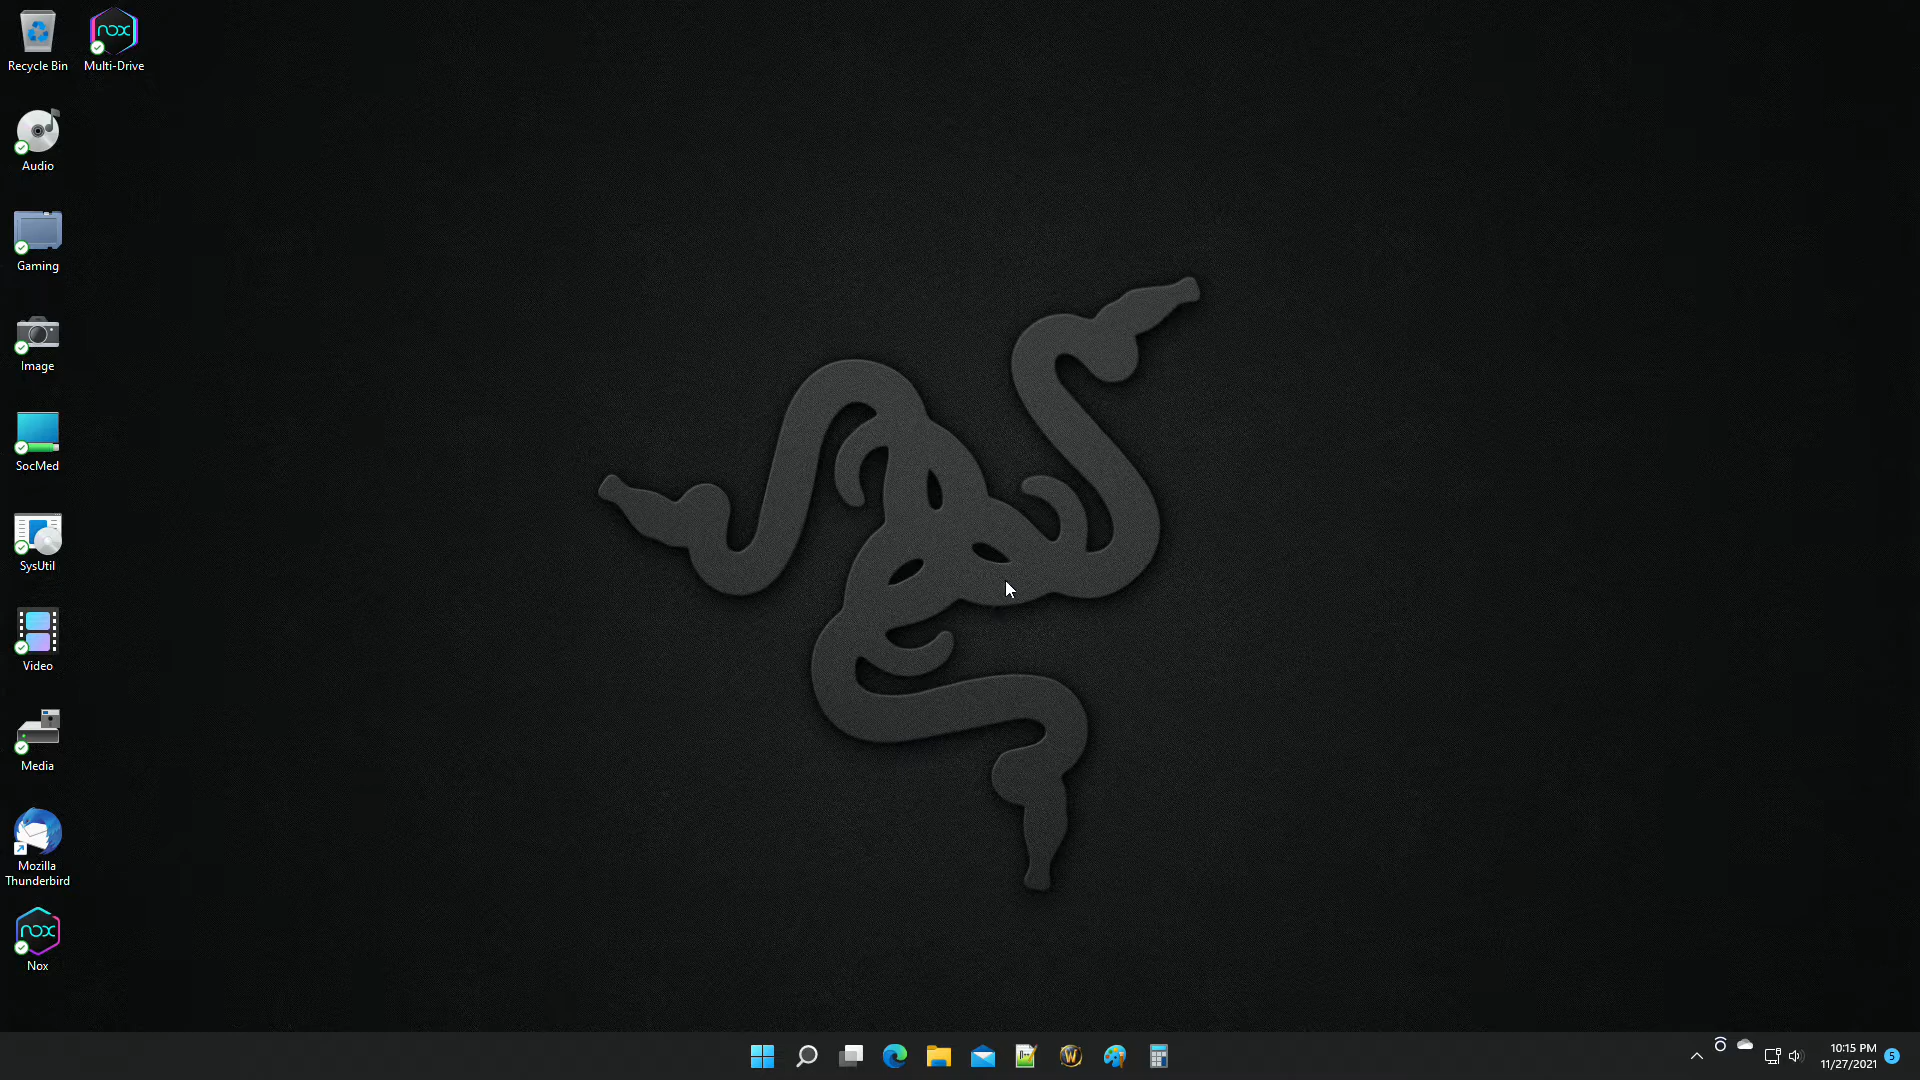 Recycle Bin
nox
Multi-Drive
Audio
Gaming
Image
SocMed
SysUtil
Video
Media
Mozilla
Thunderbird
nox
Nox
W
10:15 PM
11/27/2021
5